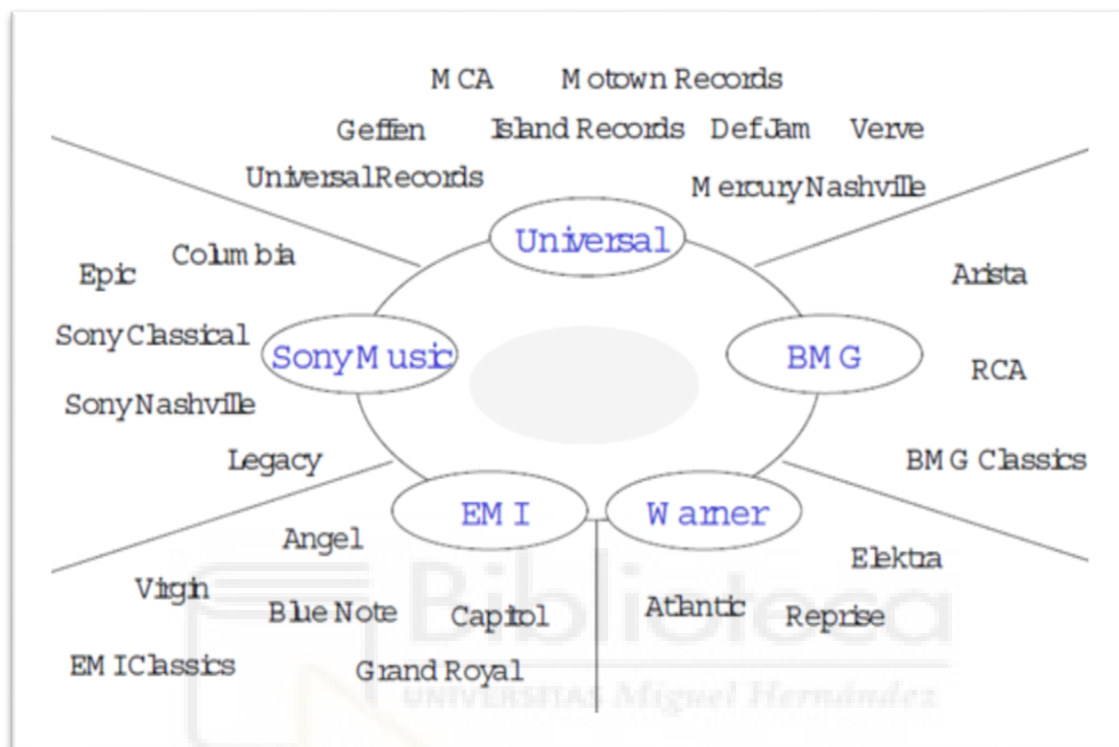 MCA Motown Records
Geffen Island Records Def Jam Verve
Universal Records Mercury Nashville
Universal
Columbia
Epic Arista
Sony Classical
Sony Music BMG
RCA
Sony Nashville
Legacy BMG Classics
EMI Warner
Angel
Elektra
Virgin
Blue Note Capitol Atlantic Reprise
EMI Classics Grand Royal
Biblioteca
UNIVERSITAS Miguel Hernández